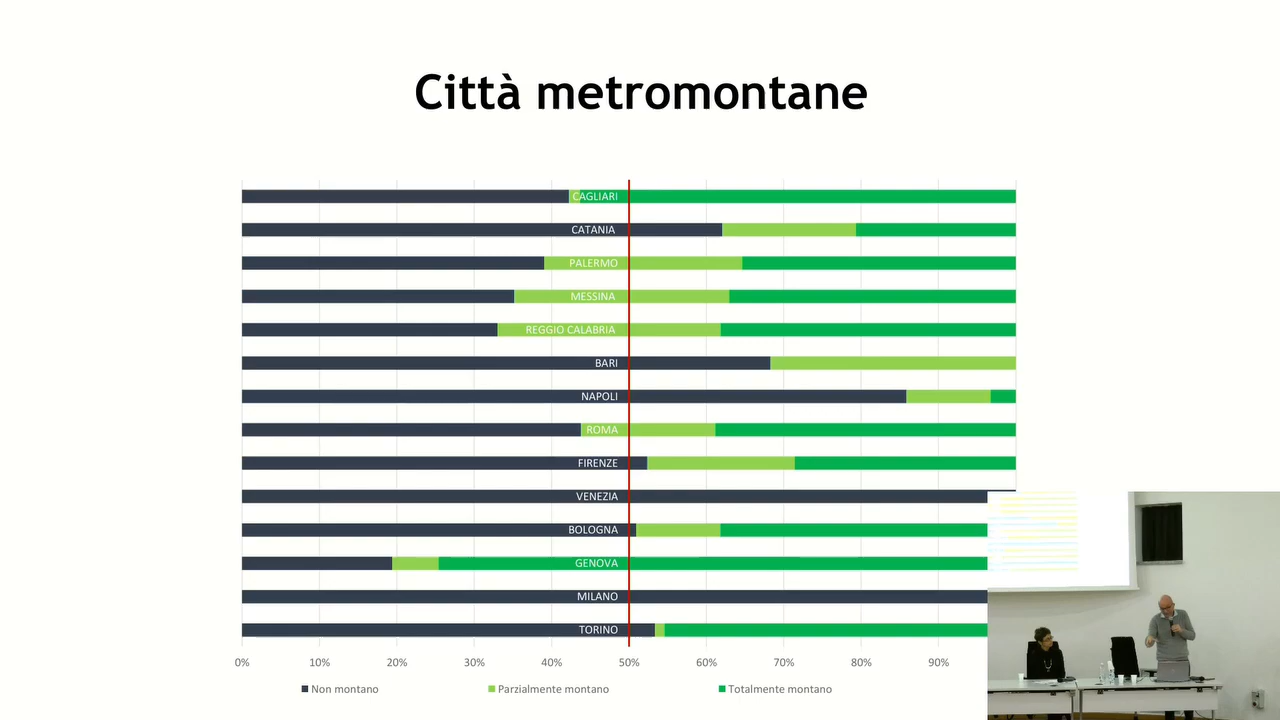 Città metromontane
CAGLIARI
CATANIA
PALERMO
MESSINA
REGGIO CALABRIA
BARI
NAPOLI
ROMA
FIRENZE
VENEZIA
BOLOGNA
GENOVA
MILANO
TORINO
0% 10% 20% 30% 40% 50% 60% 70% 80% 90%
Non montano Parzialmente montano Totalmente montano